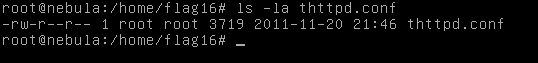 root@nebula:/home/flag16# ls -la thttpd.conf
-rw-r--r-- 1 root root 3719 2011-11-20 21:46 thttpd.conf
root@nebula:/home/flag16# _